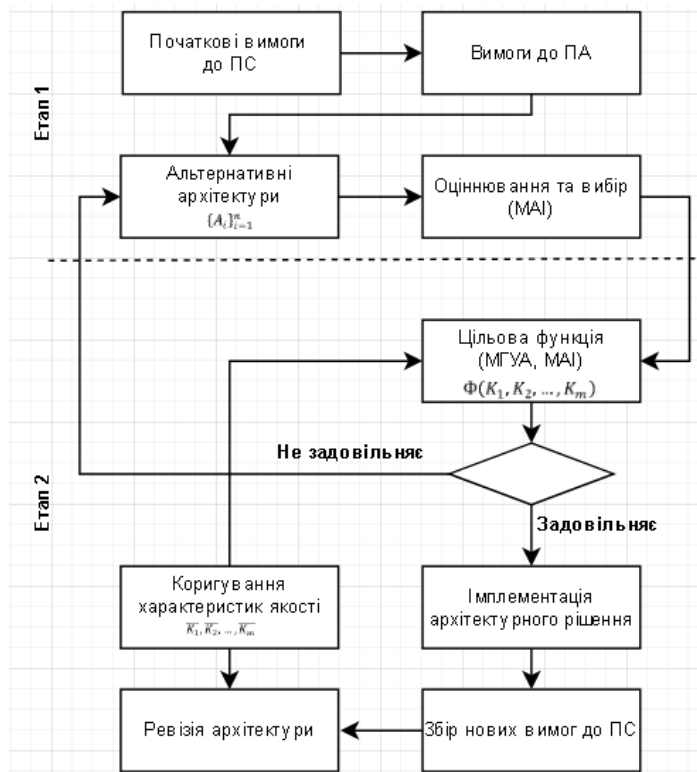 Етап 1
Початкові вимоги
до ПС
Вимоги до ПА
Альтернативні
архітектури
{A_i}^n_{i=1}
Оціннювання та вибір
(МАІ)
Цільова функція
(МГУА, МАІ)
Φ(K_1, K_2, ..., K_m)
Не задовільняє
Етап 2
Задовільняє
Коригування
характеристик якості
K̅_1, K̅_2, ..., K̅_m
Імплементація
архітектурного рішення
Ревізія архітектури
Збір нових вимог до ПС